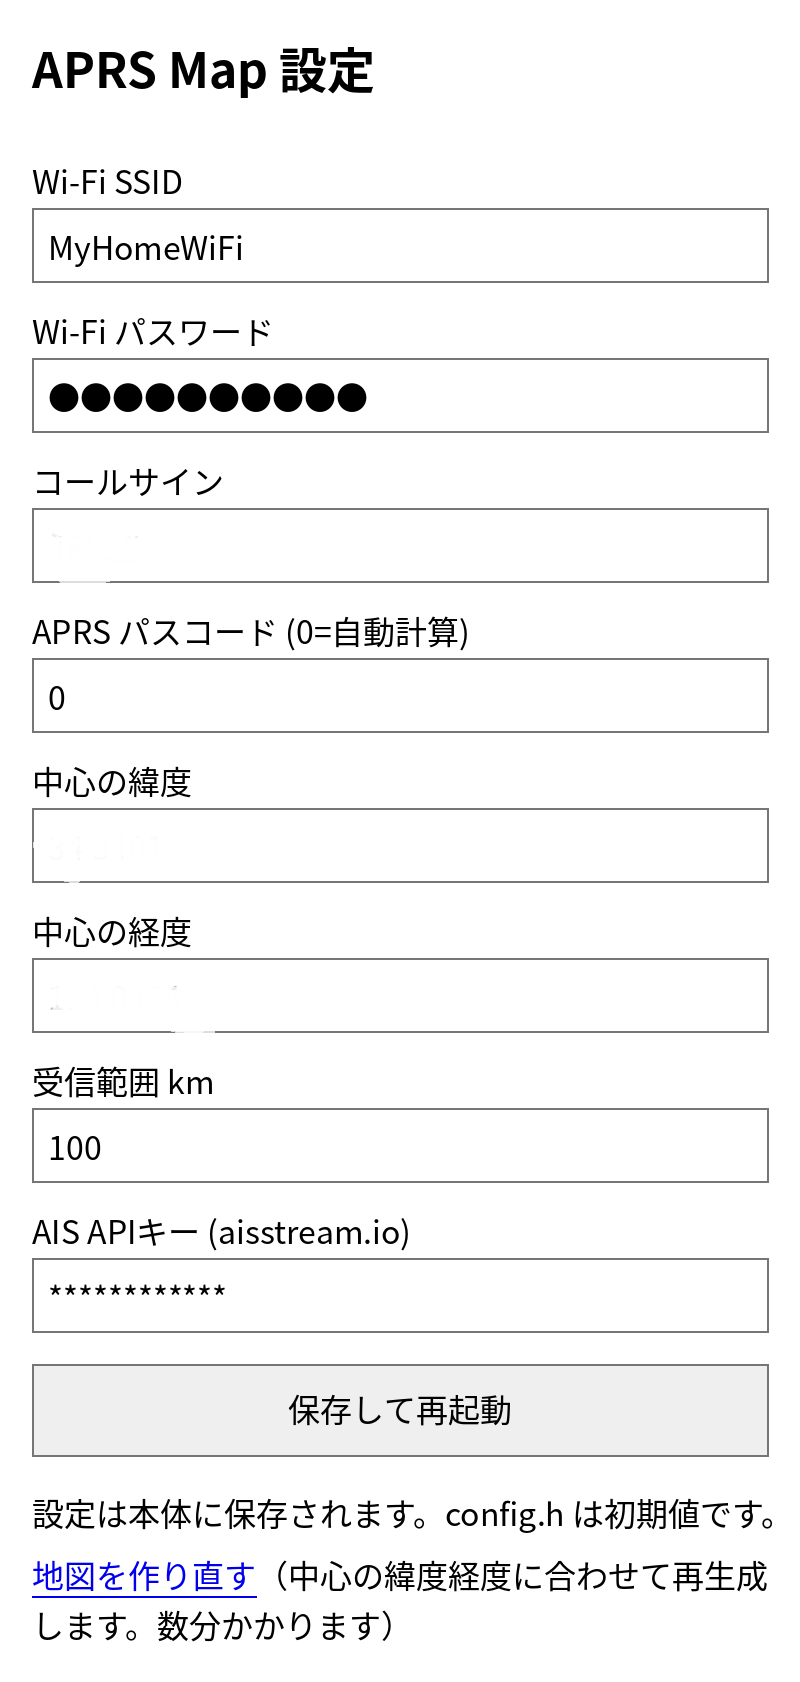 APRS Map 設定
Wi-Fi SSID
MyHomeWiFi
Wi-Fi パスワード
●●●●●●●●●●
コールサイン
APRS パスコード (0=自動計算)
0
中心の緯度
中心の経度
受信範囲 km
100
AIS APIキー (aisstream.io)
************
保存して再起動
設定は本体に保存されます。config.h は初期値です。
地図を作り直す（中心の緯度経度に合わせて再生成
します。数分かかります）